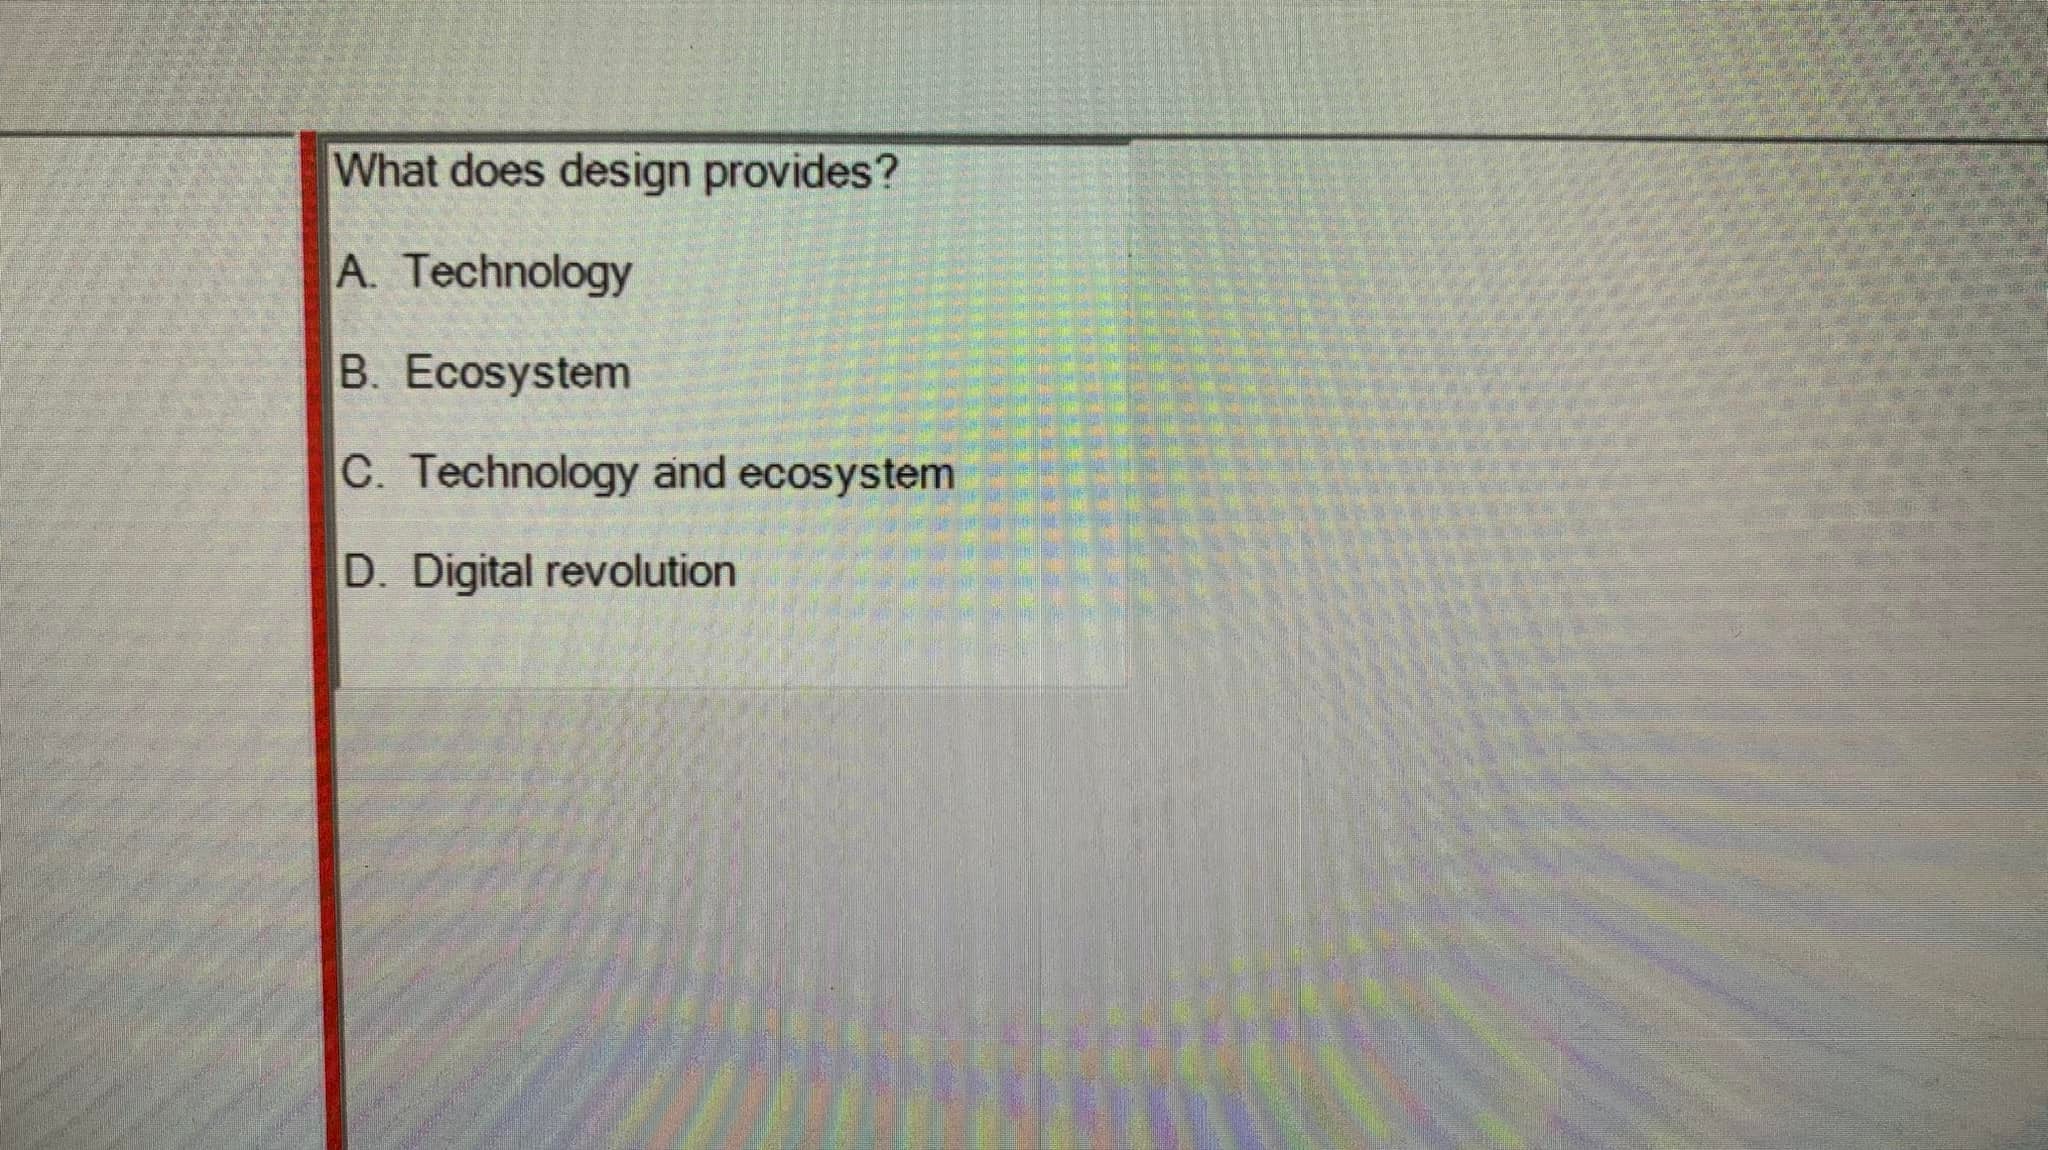 What does design provides?
A. Technology
B. Ecosystem
C. Technology and ecosystem
D. Digital revolution